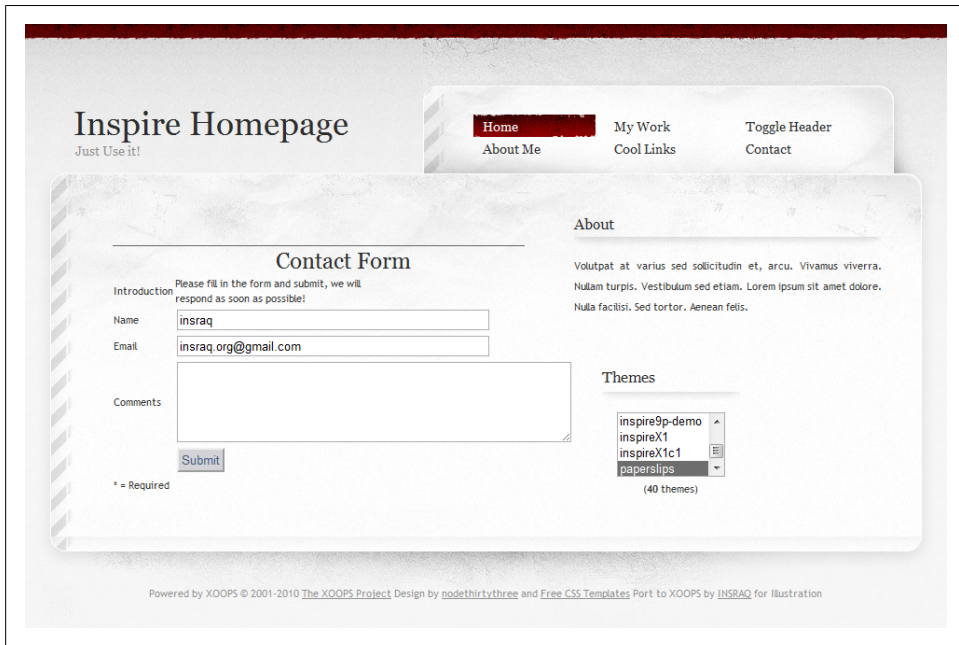 Inspire Homepage
Just Use it!
Home
My Work
Toggle Header
About Me
Cool Links
Contact
Contact Form
Introduction
Please fill in the form and submit, we will
respond as soon as possible!
Name
insraq
Email
insraq.org@gmail.com
Comments
Submit
* = Required
About
Volutpat at varius sed sollicitudin et, arcu. Vivamus viverra.
Nullam turpis. Vestibulum sed etiam. Lorem ipsum sit amet dolore.
Nulla facilisi. Sed tortor. Aenean felis.
Themes
inspire9p-demo
inspireX1
inspireX1c1
paperslips
(40 themes)
Powered by XOOPS © 2001-2010 The XOOPS Project Design by nodethirtythree and Free CSS Templates Port to XOOPS by INSRAQ for Illustration